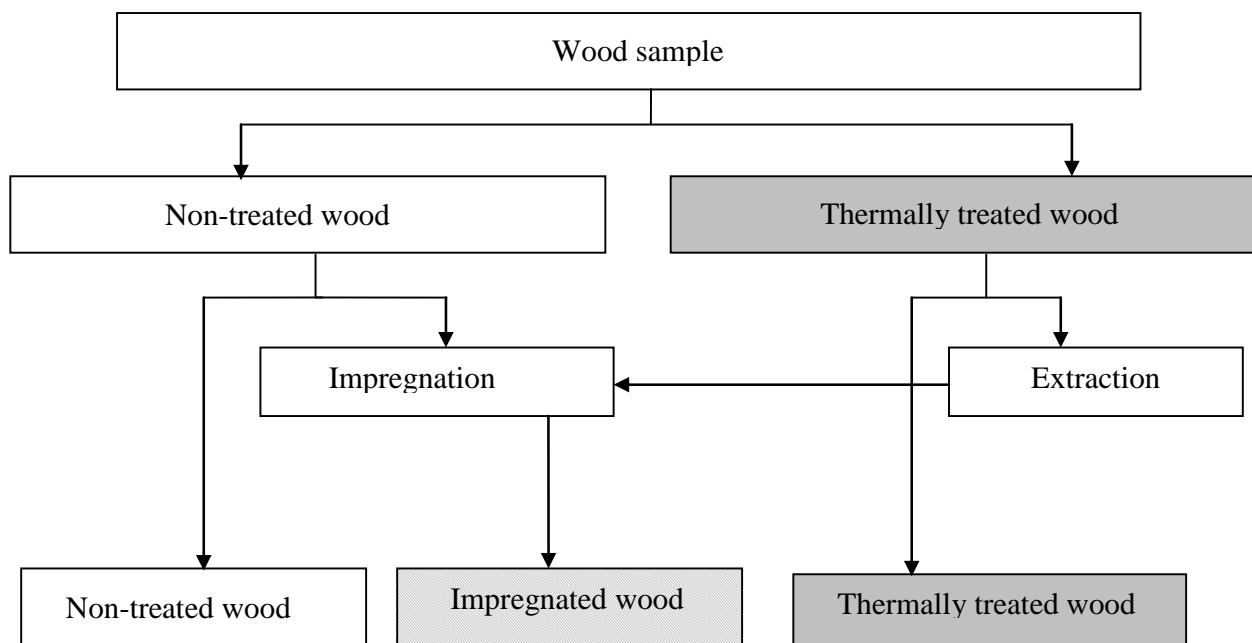 Wood sample
Non-treated wood
Thermally treated wood
Impregnation
Extraction
Non-treated wood
Impregnated wood
Thermally treated wood